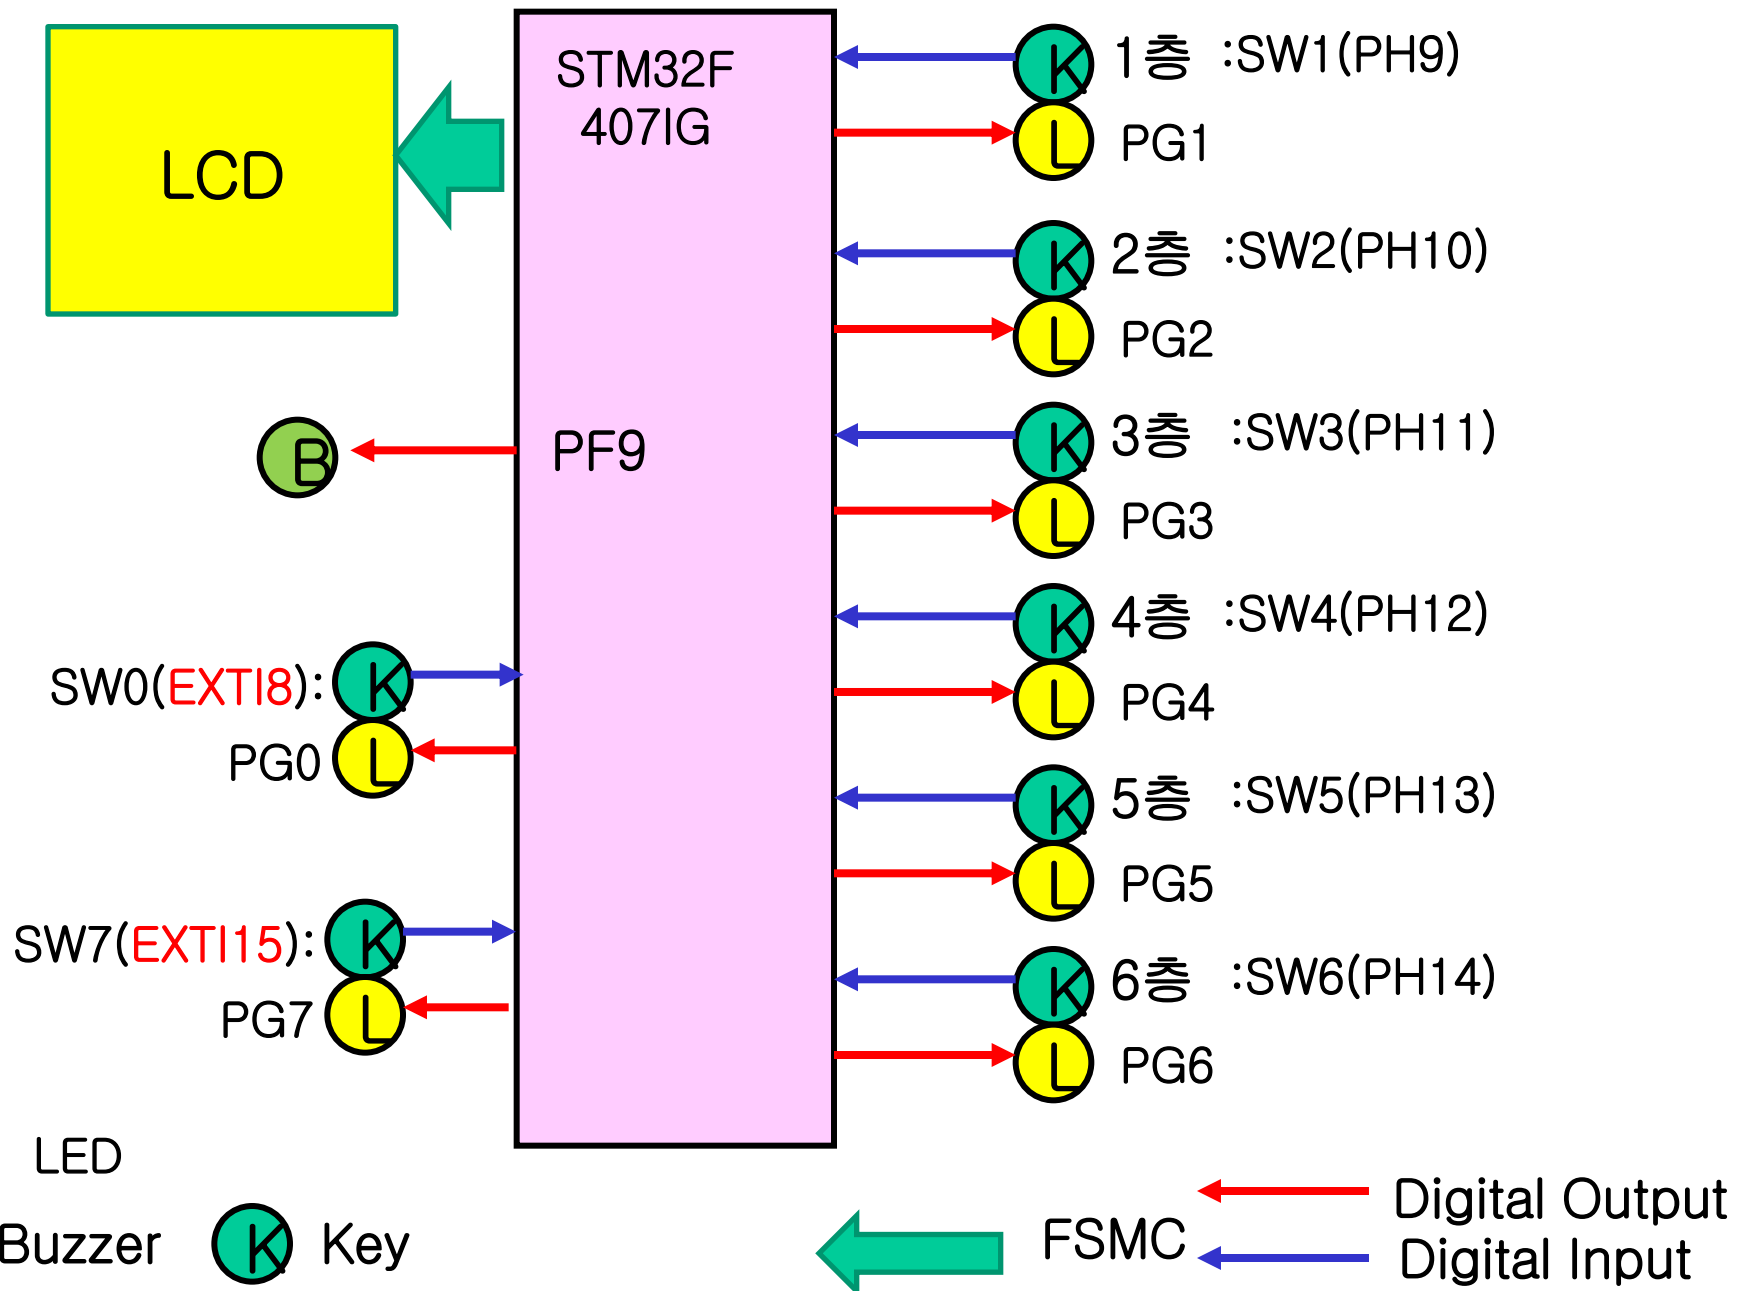 STM32F
407IG
LCD
PF9
B
K 1층 :SW1(PH9)
L PG1
K 2층 :SW2(PH10)
L PG2
K 3층 :SW3(PH11)
L PG3
K 4층 :SW4(PH12)
L PG4
K 5층 :SW5(PH13)
L PG5
K 6층 :SW6(PH14)
L PG6
SW0(EXTI8): K
PG0 L
SW7(EXTI15): K
PG7 L
LED
Buzzer K Key
FSMC
Digital Output
Digital Input